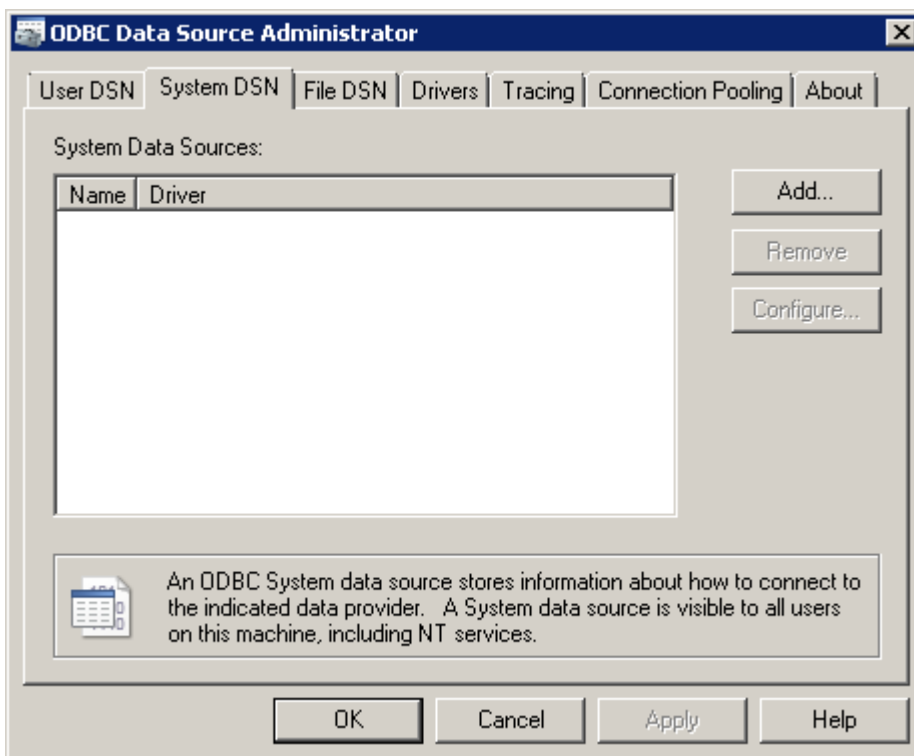 ODBC Data Source Administrator
User DSN System DSN File DSN Drivers Tracing Connection Pooling About
System Data Sources:
Name Driver
Add...
Remove
Configure...
An ODBC System data source stores information about how to connect to
the indicated data provider. A System data source is visible to all users
on this machine, including NT services.
OK Cancel Apply Help